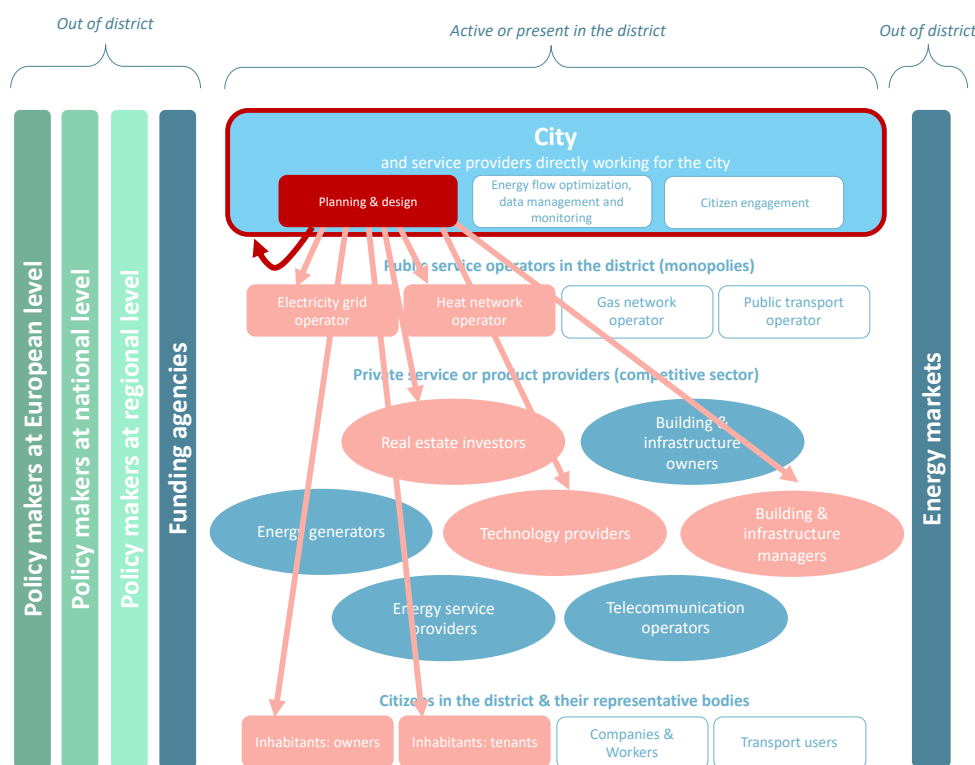 Out of district
Active or present in the district
Out of district
City
and service providers directly working for the city
Planning & design
Energy flow optimization,
data management and
monitoring
Citizen engagement
Public service operators in the district (monopolies)
Electricity grid
operator
Heat network
operator
Gas network
operator
Public transport
operator
Private service or product providers (competitive sector)
Real estate investors
Building &
infrastructure
owners
Energy generators
Technology providers
Building &
infrastructure
managers
Energy service
providers
Telecommunication
operators
Citizens in the district & their representative bodies
Inhabitants: owners
Inhabitants: tenants
Companies &
Workers
Transport users
Policy makers at European level
Policy makers at national level
Policy makers at regional level
Funding agencies
Energy markets